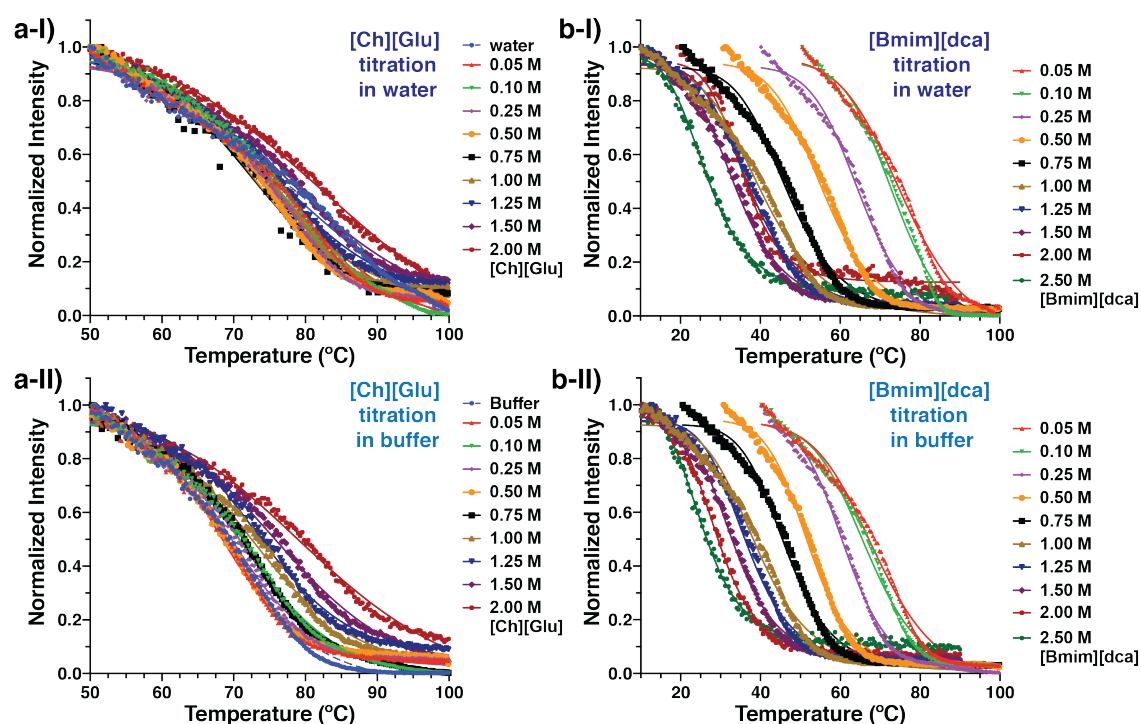 a-I)
[Ch][Glu]
titration
in water
water
0.05 M
0.10 M
0.25 M
0.50 M
0.75 M
1.00 M
1.25 M
1.50 M
2.00 M
[Ch][Glu]
Normalized Intensity
1.0
0.8
0.6
0.4
0.2
0.0
50
60
70
80
90
100
Temperature (ºC)
b-I)
[Bmim][dca]
titration
in water
0.05 M
0.10 M
0.25 M
0.50 M
0.75 M
1.00 M
1.25 M
1.50 M
2.00 M
2.50 M
[Bmim][dca]
Normalized Intensity
1.0
0.8
0.6
0.4
0.2
0.0
20
40
60
80
100
Temperature (ºC)
a-II)
[Ch][Glu]
titration
in buffer
Buffer
0.05 M
0.10 M
0.25 M
0.50 M
0.75 M
1.00 M
1.25 M
1.50 M
2.00 M
[Ch][Glu]
Normalized Intensity
1.0
0.8
0.6
0.4
0.2
0.0
50
60
70
80
90
100
Temperature (ºC)
b-II)
[Bmim][dca]
titration
in buffer
0.05 M
0.10 M
0.25 M
0.50 M
0.75 M
1.00 M
1.25 M
1.50 M
2.00 M
2.50 M
[Bmim][dca]
Normalized Intensity
1.0
0.8
0.6
0.4
0.2
0.0
20
40
60
80
100
Temperature (ºC)